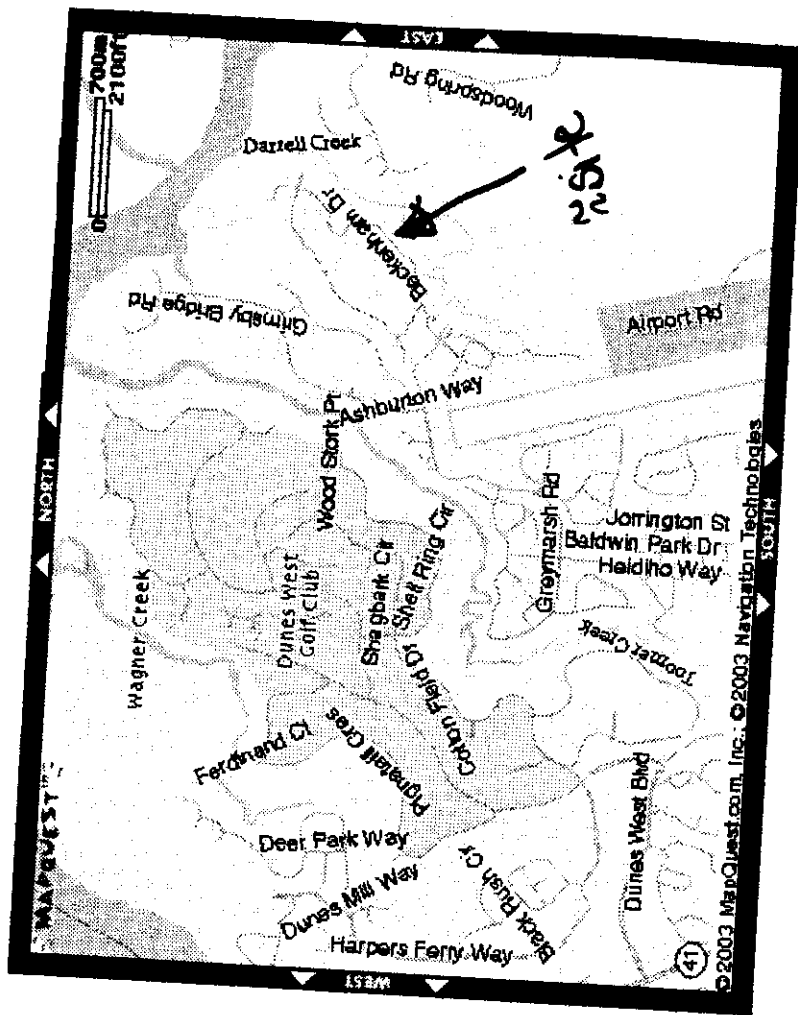 MAPQUEST
NORTH
0 700m
2100ft
EAST
Wagner Creek
Grimsby Bridge Rd
Darrell Creek
Woodspring Rd
Beckenham Dr
Ferdinand Ct
Dunes West
Golf Club
Wood Stork Pt
Ashburton Way
Airport Rd
Deer Park Way
Pignatelli Cres
Shagbark Cir
Shell Ring Cir
Cotton Field Dr
Dunes Mill Way
Black Rush Cir
Harpers Ferry Way
Greymarsh Rd
Toomer Creek
Jorrington St
Baldwin Park Dr
Heidiho Way
Dunes West Blvd
41
WEST
©2003 MapQuest.com, Inc.; ©2003 Navigation Technologies
SOUTH